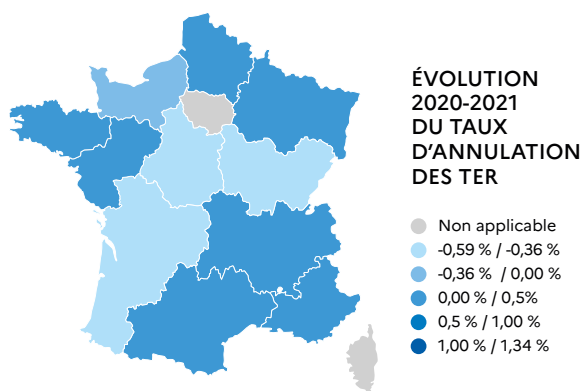 ÉVOLUTION
2020-2021
DU TAUX
D'ANNULATION
DES TER
Non applicable
-0,59 % / -0,36 %
-0,36 % / 0,00 %
0,00 % / 0,5%
0,5 % / 1,00 %
1,00 % / 1,34 %